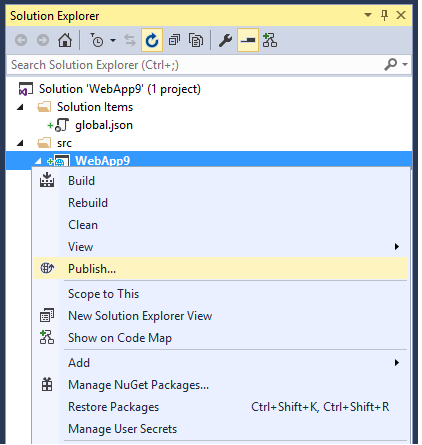 Solution Explorer
Search Solution Explorer (Ctrl+;)
Solution 'WebApp9' (1 project)
Solution Items
global.json
src
WebApp9
Build
Rebuild
Clean
View
Publish...
Scope to This
New Solution Explorer View
Show on Code Map
Add
Manage NuGet Packages...
Restore Packages Ctrl+Shift+K, Ctrl+Shift+R
Manage User Secrets